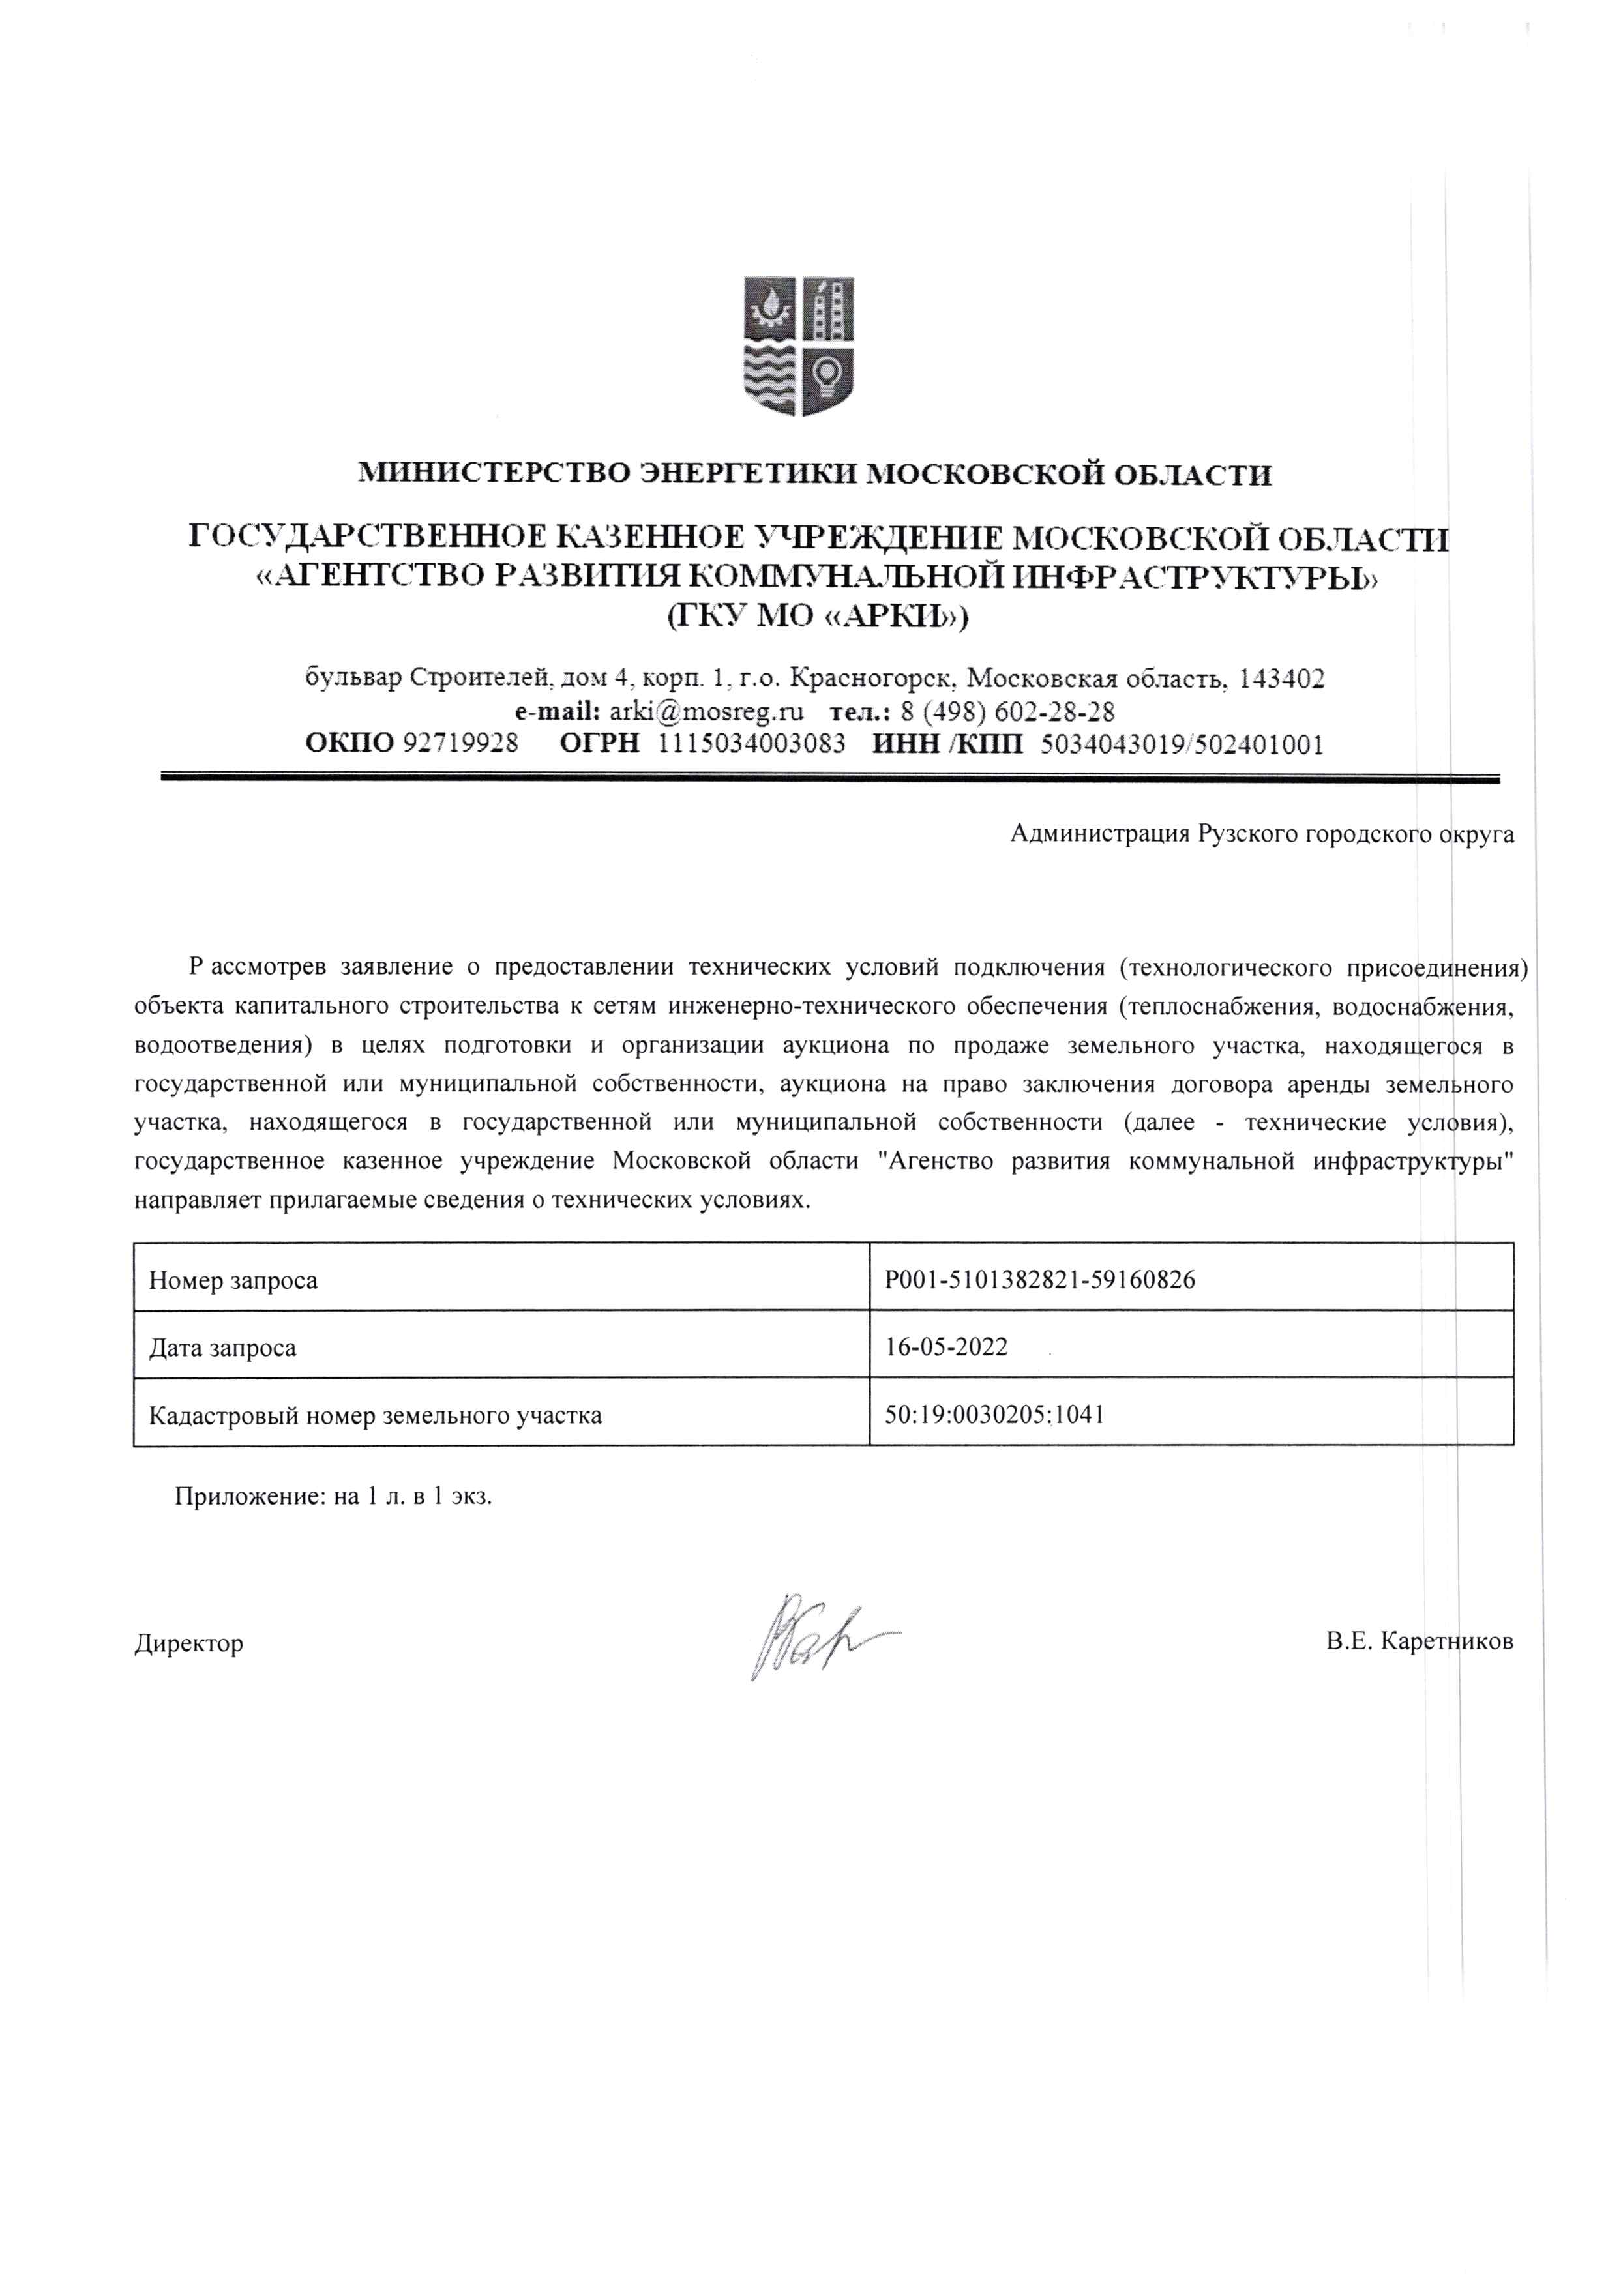 МИНИСТЕРСТВО ЭНЕРГЕТИКИ МОСКОВСКОЙ ОБЛАСТИ
ГОСУДАРСТВЕННОЕ КАЗЕННОЕ УЧРЕЖДЕНИЕ МОСКОВСКОЙ ОБЛАСТИ
«АГЕНТСТВО РАЗВИТИЯ КОММУНАЛЬНОЙ ИНФРАСТРУКТУРЫ»
(ГКУ МО «АРКИ»)
бульвар Строителей, дом 4, корп. 1, г.о. Красногорск, Московская область, 143402
e-mail: arki@mosreg.ru тел.: 8 (498) 602-28-28
ОКПО 92719928 ОГРН 1115034003083 ИНН /КПП 5034043019/502401001
Администрация Рузского городского округа
Р ассмотрев заявление о предоставлении технических условий подключения (технологического присоединения)
объекта капитального строительства к сетям инженерно-технического обеспечения (теплоснабжения, водоснабжения,
водоотведения) в целях подготовки и организации аукциона по продаже земельного участка, находящегося в
государственной или муниципальной собственности, аукциона на право заключения договора аренды земельного
участка, находящегося в государственной или муниципальной собственности (далее - технические условия),
государственное казенное учреждение Московской области "Агенство развития коммунальной инфраструктуры"
направляет прилагаемые сведения о технических условиях.
Номер запроса P001-5101382821-59160826
Дата запроса 16-05-2022
Кадастровый номер земельного участка 50:19:0030205:1041
Приложение: на 1 л. в 1 экз.
Директор В.Е. Каретников